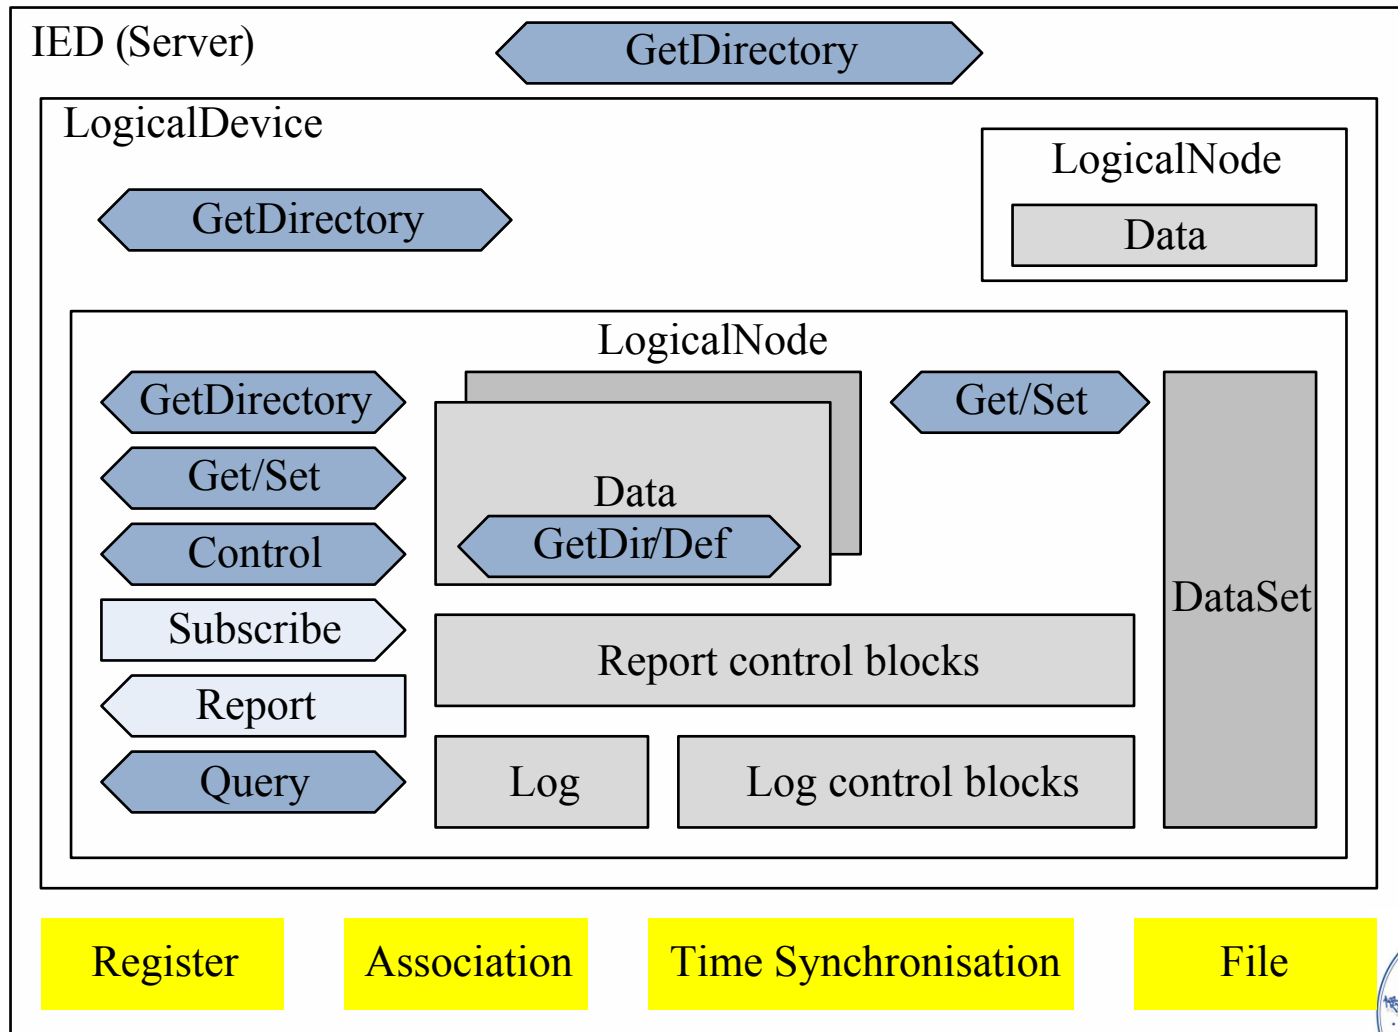 IED (Server)
GetDirectory
LogicalDevice
LogicalNode
GetDirectory
Data
LogicalNode
GetDirectory
Get/Set
Get/Set
Data
Control
GetDir/Def
Subscribe
DataSet
Report control blocks
Report
Query
Log
Log control blocks
Register
Association
Time Synchronisation
File